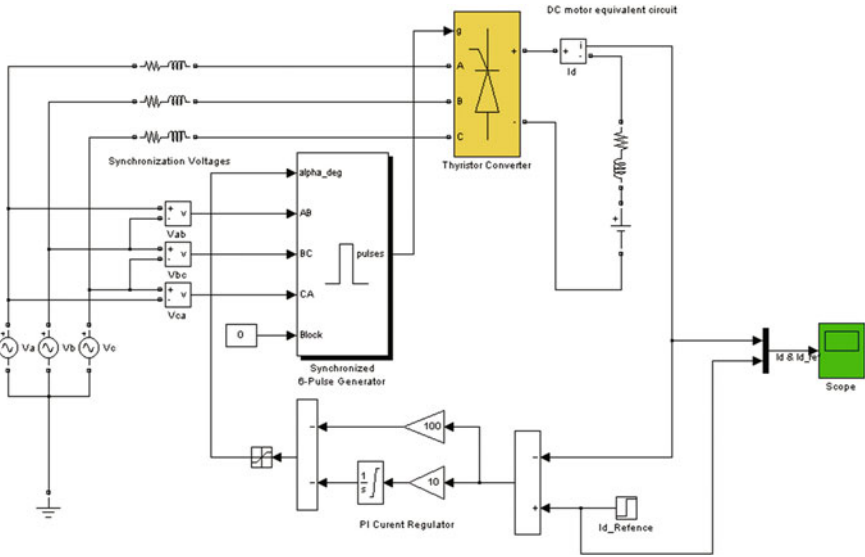 DC motor equivalent circuit
g
A
B
C
+
-
+
i
-
Id
Thyristor Converter
+
Synchronization Voltages
alpha_deg
AB
BC
CA
Block
pulses
+
-
v
Vab
+
-
v
Vbc
+
-
v
Vca
0
Synchronized
6-Pulse Generator
+
Va
+
Vb
+
Vc
Id & Id_re
Scope
-
-
100
1
s
10
PI Curent Regulator
-
+
Id_Refence